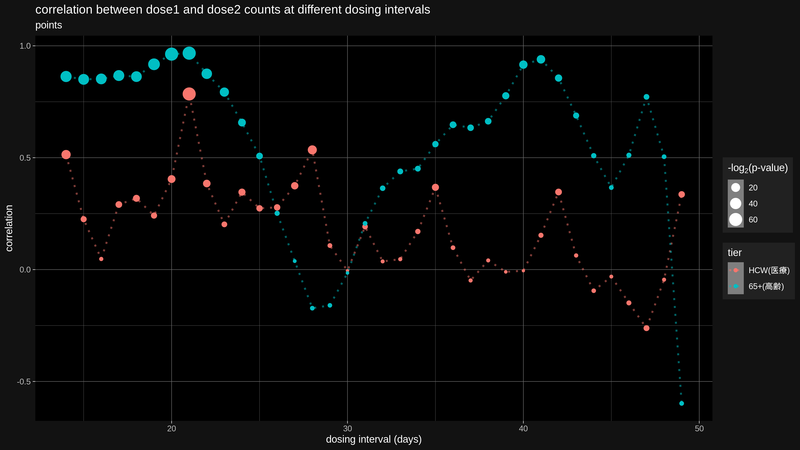 correlation between dose1 and dose2 counts at different dosing intervals
points
1.0
0.5
0.0
-0.5
correlation
20
30
40
50
dosing interval (days)
-log₂(p-value)
20
40
60
tier
HCW(医療)
65+(高齢)